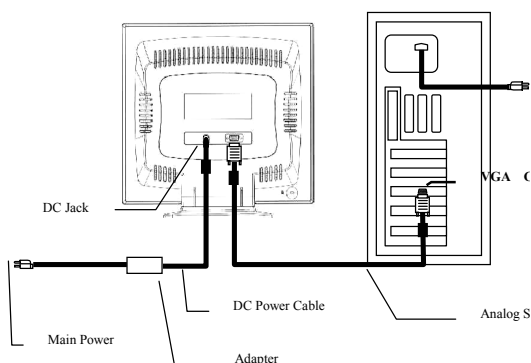 VGA C
DC Jack
DC Power Cable
Analog S
Main Power
Adapter